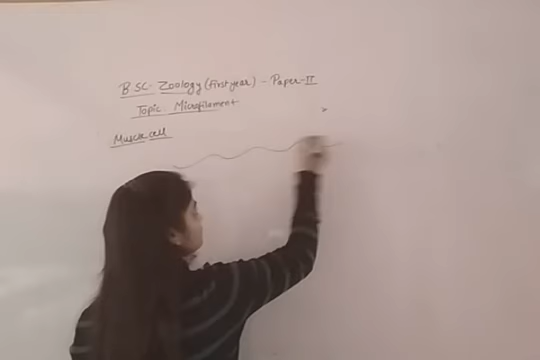 B.SC. Zoology (first year) - Paper-II
Topic Microfilament
Muscle cell